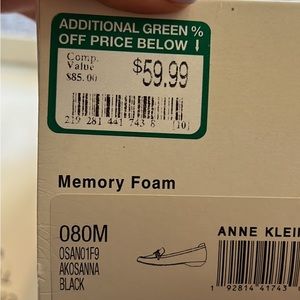 ADDITIONAL GREEN %
OFF PRICE BELOW ↓
Comp.
Value
$85.00
$59.99
219 281 441 743 8 [10]
Memory Foam
080M
OSAN01F9
AKOSANNA
BLACK
ANNE KLEI
1 92814 41743